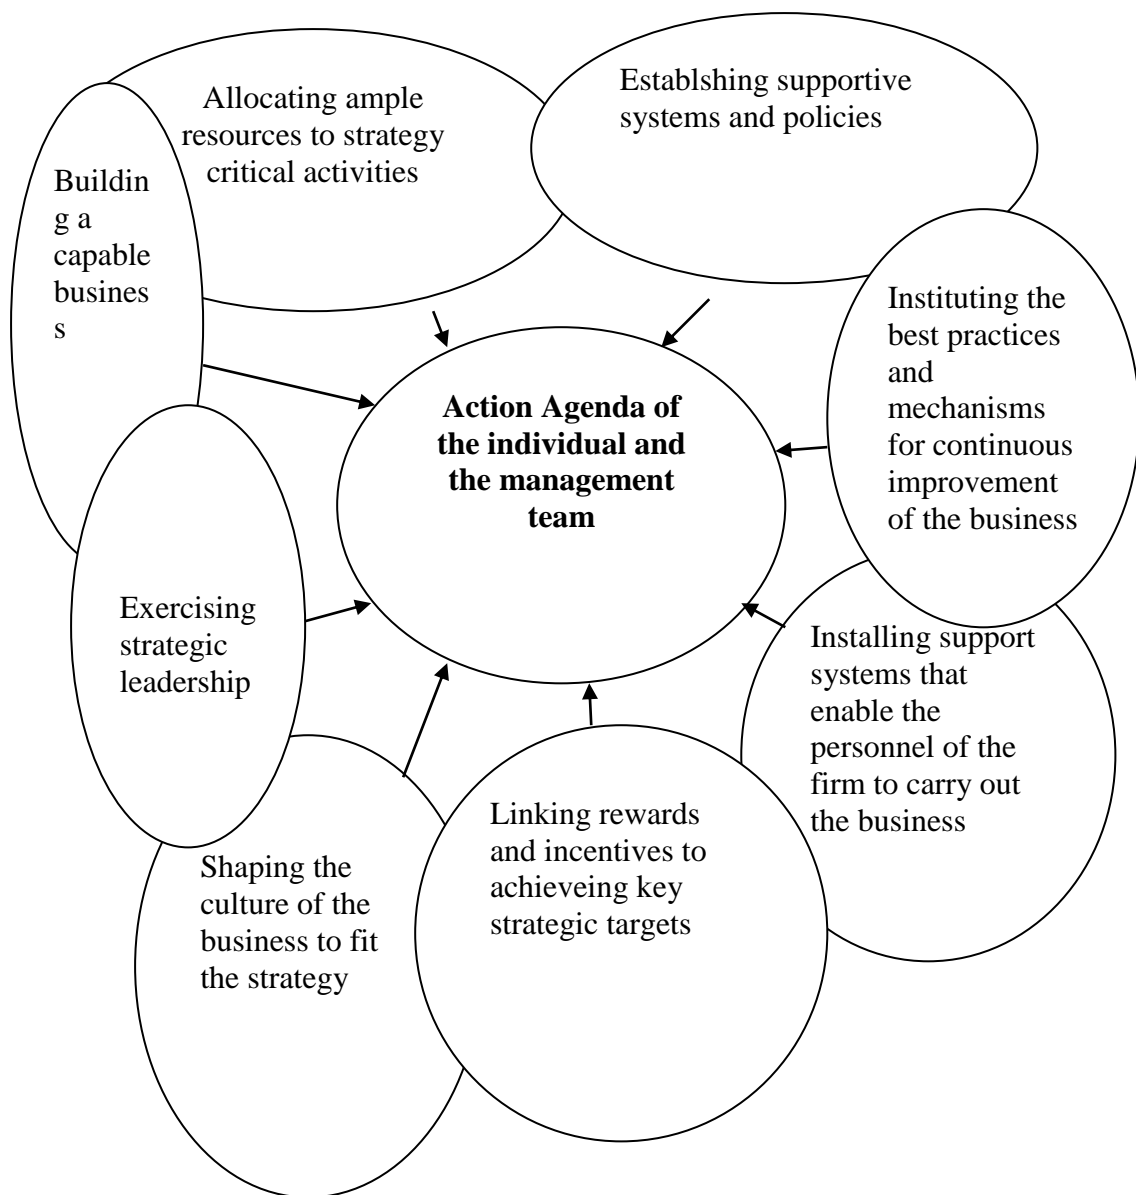 Allocating ample
resources to strategy
critical activities
Establshing supportive
systems and policies
Buildin
g a
capable
busines
s
Instituting the
best practices
and
mechanisms
for continuous
improvement
of the business
Action Agenda of
the individual and
the management
team
Exercising
strategic
leadership
Installing support
systems that
enable the
personnel of the
firm to carry out
the business
Linking rewards
and incentives to
achieveing key
strategic targets
Shaping the
culture of the
business to fit
the strategy